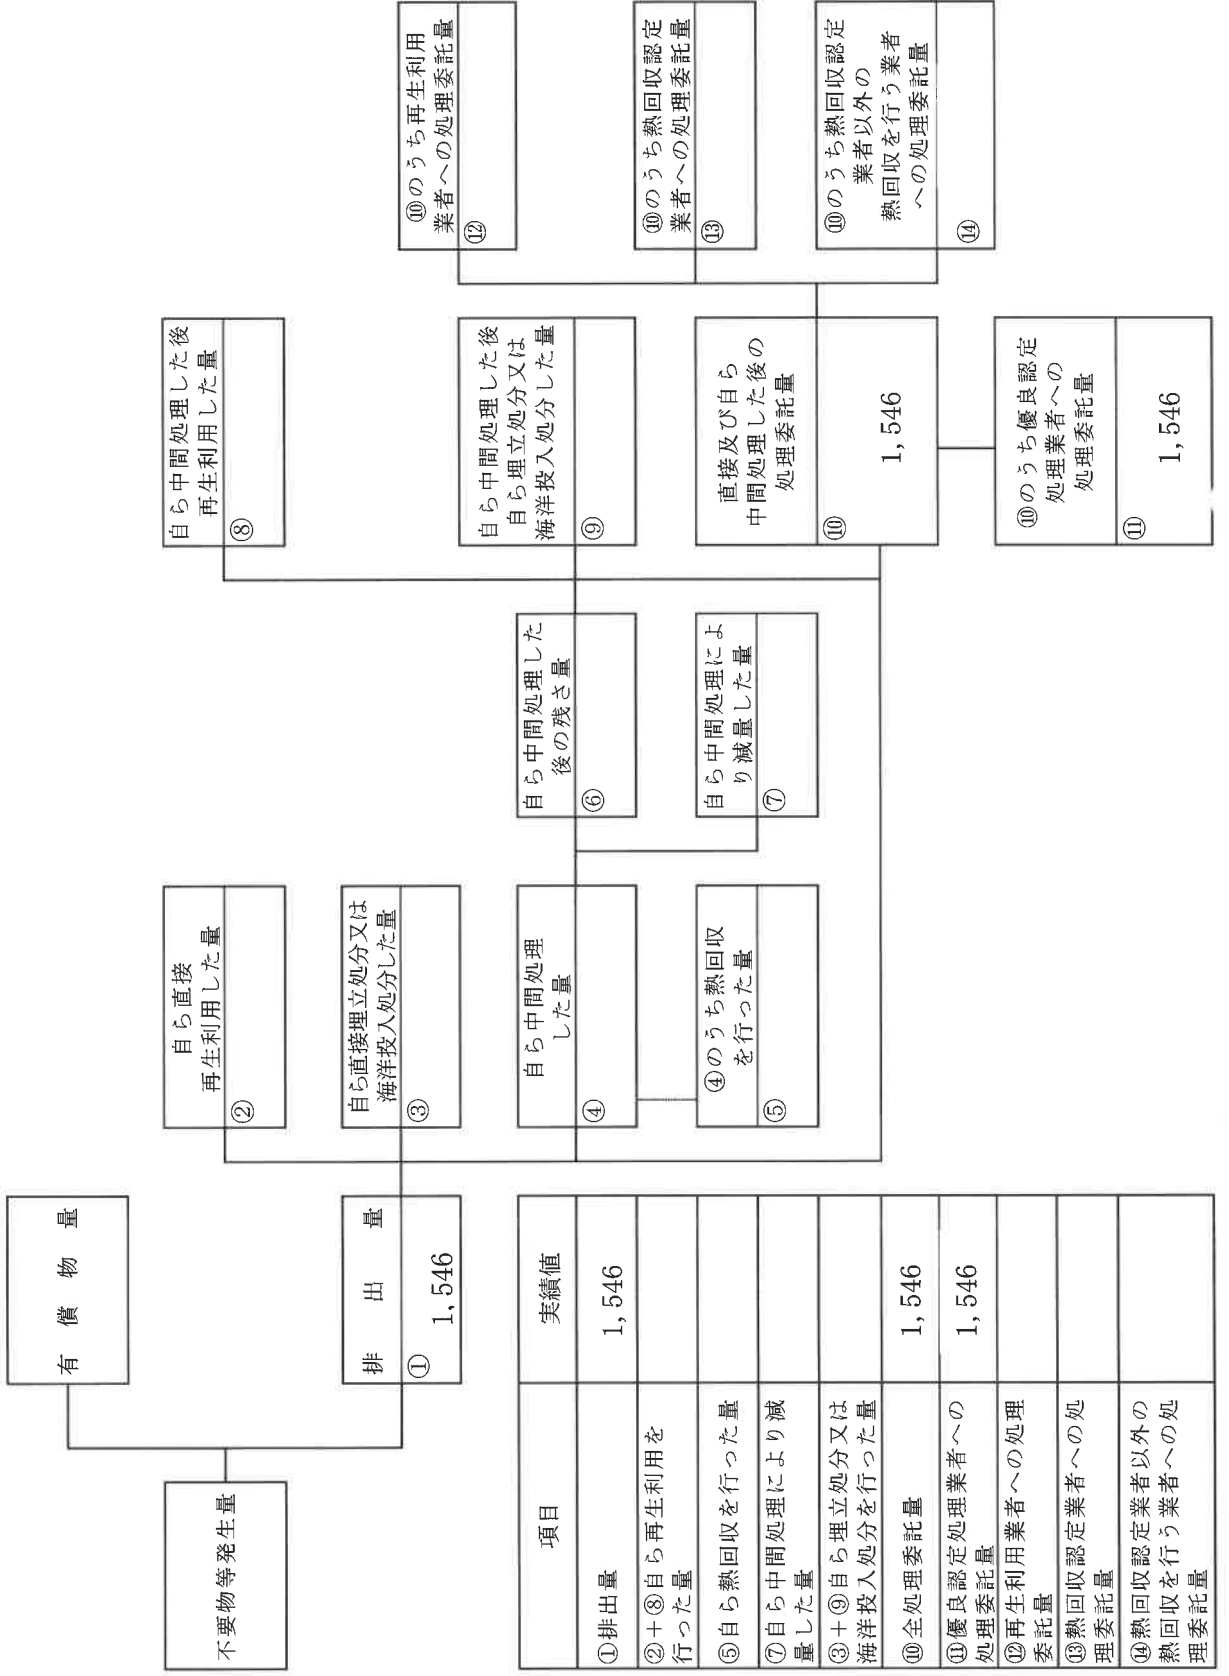 不要物等発生量
有償物量
排出量
①
1,546
自ら直接
再生利用した量
②
自ら直接埋立処分又は
海洋投入処分した量
③
自ら中間処理
した量
④
④のうち熱回収
を行った量
⑤
自ら中間処理した
後の残さ量
⑥
自ら中間処理によ
り減量した量
⑦
自ら中間処理した後
再生利用した量
⑧
自ら中間処理した後
自ら埋立処分又は
海洋投入処分した量
⑨
直接及び自ら
中間処理した後の
処理委託量
⑩
1,546
⑩のうち優良認定
処理業者への
処理委託量
⑪
1,546
⑩のうち再生利用
業者への処理委託量
⑫
⑩のうち熱回収認定
業者への処理委託量
⑬
⑩のうち熱回収認定
業者以外の
熱回収を行う業者
への処理委託量
⑭
項目
実績値
①排出量
1,546
②+⑧自ら再生利用を
行った量
⑤自ら熱回収を行った量
⑦自ら中間処理により減
量した量
③+⑨自ら埋立処分又は
海洋投入処分を行った量
⑩全処理委託量
1,546
⑪優良認定処理業者への
処理委託量
1,546
⑫再生利用業者への処理
委託量
⑬熱回収認定業者への処
理委託量
⑭熱回収認定業者以外の
熱回収を行う業者への処
理委託量